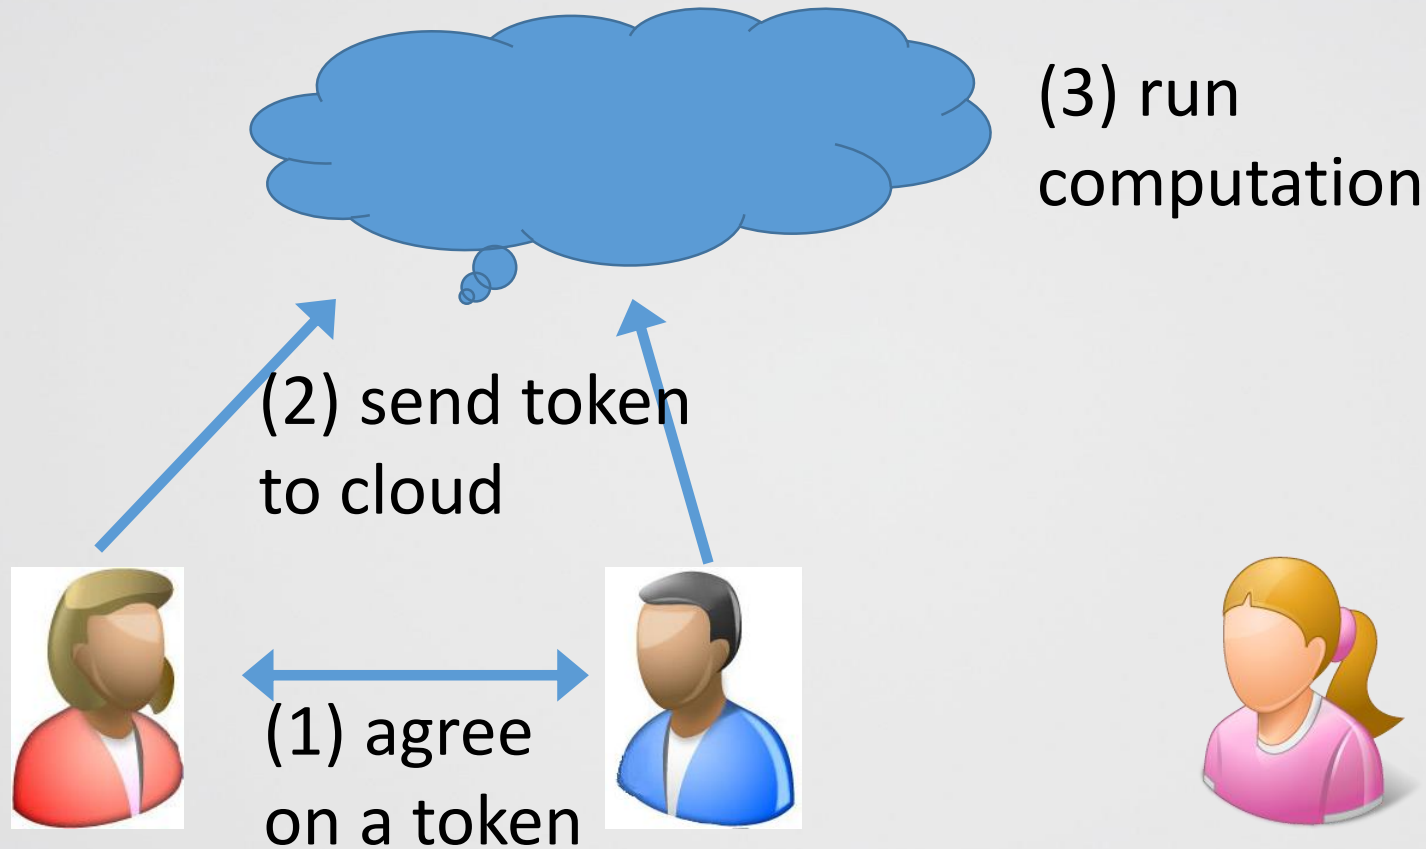 (3) run
computation
(2) send token
to cloud
(1) agree
on a token